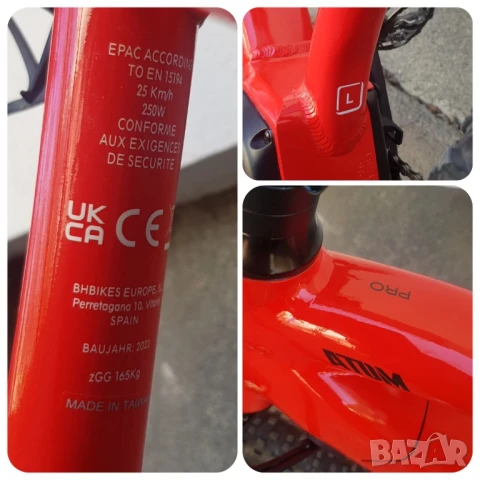 EPAC ACCORDING
TO EN 15194
25 Km/h
250W
CONFORME
AUX EXIGENCES
DE SECURITE
UK
CA CE
BHBIKES EUROPE, S.
Perretagana 10, Vitoria
SPAIN
BAUJAHR: 2023
zGG 165Kg
MADE IN TAIWA
L
PRO
ATOM
BAZAR